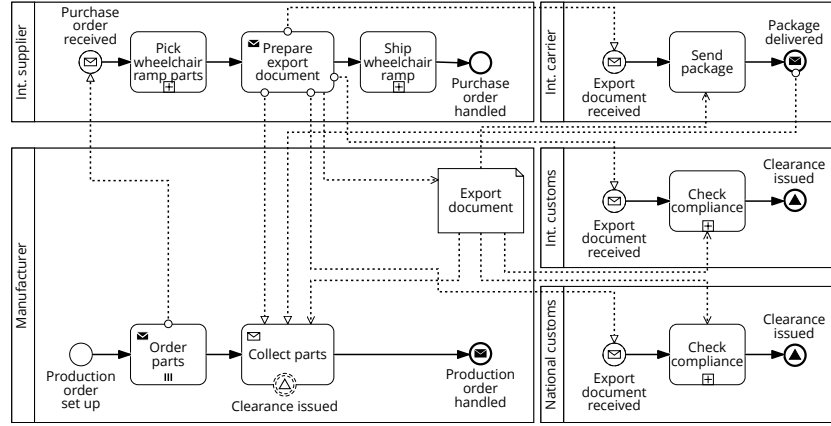 Int. supplier
Purchase
order
received
Pick
wheelchair
ramp parts
Prepare
export
document
Ship
wheelchair
ramp
Purchase
order
handled
Int. carrier
Export
document
received
Send
package
Package
delivered
Manufacturer
Production
order
set up
Order
parts
Collect parts
Clearance issued
Export
document
Production
order
handled
Int. customs
Export
document
received
Check
compliance
Clearance
issued
National customs
Export
document
received
Check
compliance
Clearance
issued